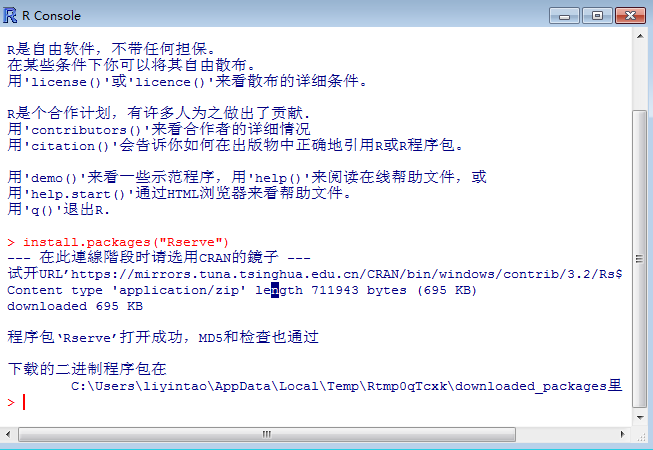 R Console
R是自由软件，不带任何担保。
在某些条件下你可以将其自由散布。
用'license()'或'licence()'来看散布的详细条件。
R是个合作计划，有许多人为之做出了贡献.
用'contributors()'来看合作者的详细情况
用'citation()'会告诉你如何在出版物中正确地引用R或R程序包。
用'demo()'来看一些示范程序，用'help()'来阅读在线帮助文件，或
用'help.start()'通过HTML浏览器来看帮助文件。
用'q()'退出R.
> install.packages("Rserve")
--- 在此連線階段时请选用CRAN的鏡子 ---
试开URL’https://mirrors.tuna.tsinghua.edu.cn/CRAN/bin/windows/contrib/3.2/Rs$
Content type 'application/zip' length 711943 bytes (695 KB)
downloaded 695 KB
程序包‘Rserve’打开成功，MD5和检查也通过
下载的二进制程序包在
C:\Users\liyintao\AppData\Local\Temp\Rtmp0qTcxk\downloaded_packages里
>